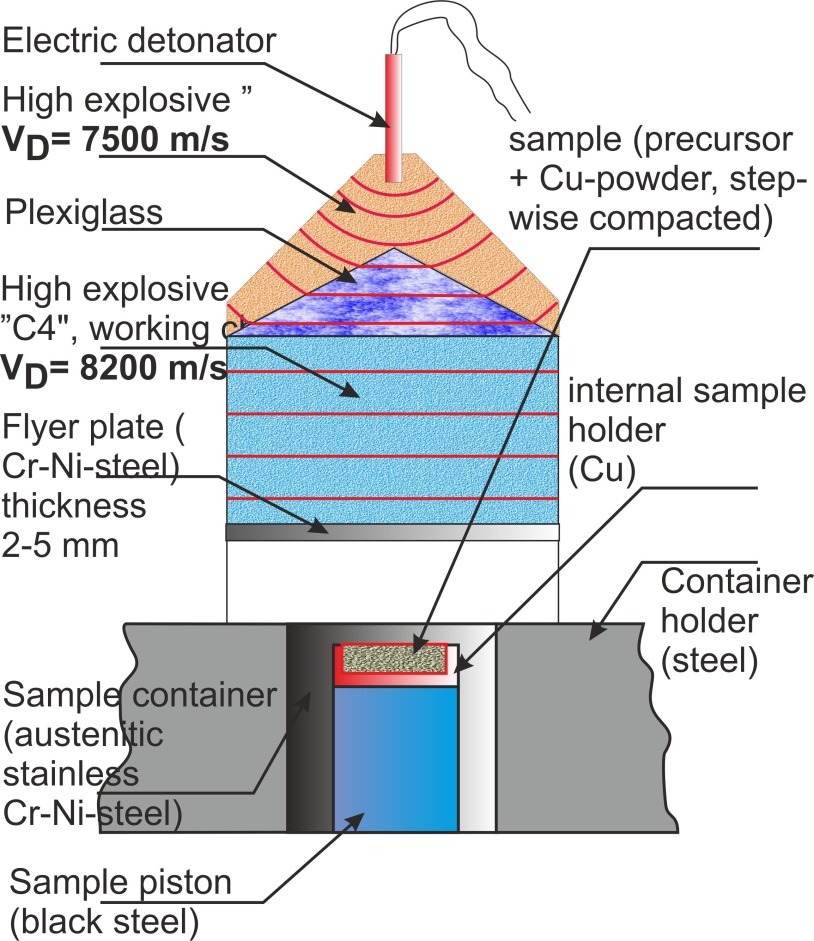 Electric detonator
High explosive ”
VD= 7500 m/s
Plexiglass
High explosive
”C4", working
VD= 8200 m/s
Flyer plate (
Cr-Ni-steel)
thickness
2-5 mm
sample (precursor
+ Cu-powder, step-
wise compacted)
internal sample
holder
(Cu)
Container
holder
(steel)
Sample container
(austenitic
stainless
Cr-Ni-steel)
Sample piston
(black steel)